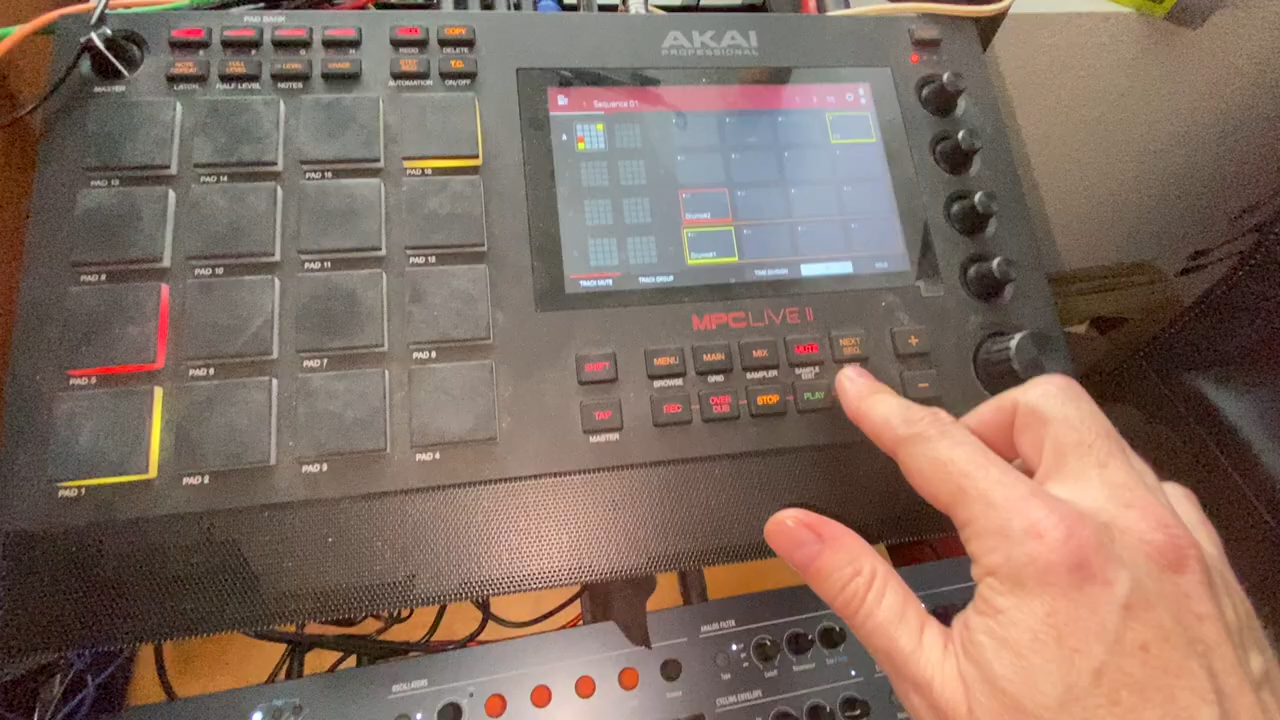 PAD BANK
MASTER
NOTE REPEAT
FULL LEVEL
16 LEVEL
ERASE
UNDO
COPY
REDO
DELETE
STEP SEQ
T.C.
LATCH
HALF LEVEL
NOTES
AUTOMATION
ON/OFF
AKAI
PROFESSIONAL
Sequence 01
PAD 13
PAD 14
PAD 15
PAD 16
PAD 9
PAD 10
PAD 11
PAD 12
PAD 5
PAD 6
PAD 7
PAD 8
PAD 1
PAD 2
PAD 3
PAD 4
TRACK MUTE
TRACK GROUP
TIME DIVISION
MPC LIVE II
SHIFT
MENU
MAIN
MIX
MUTE
NEXT SEQ
+
BROWSE
GRID
SAMPLER
SAMPLE EDIT
TAP
REC
OVER DUB
STOP
PLAY
-
MASTER
OSCILLATORS
ANALOG FILTER
Type
Cutoff
Resonance
CYCLING ENVELOPE